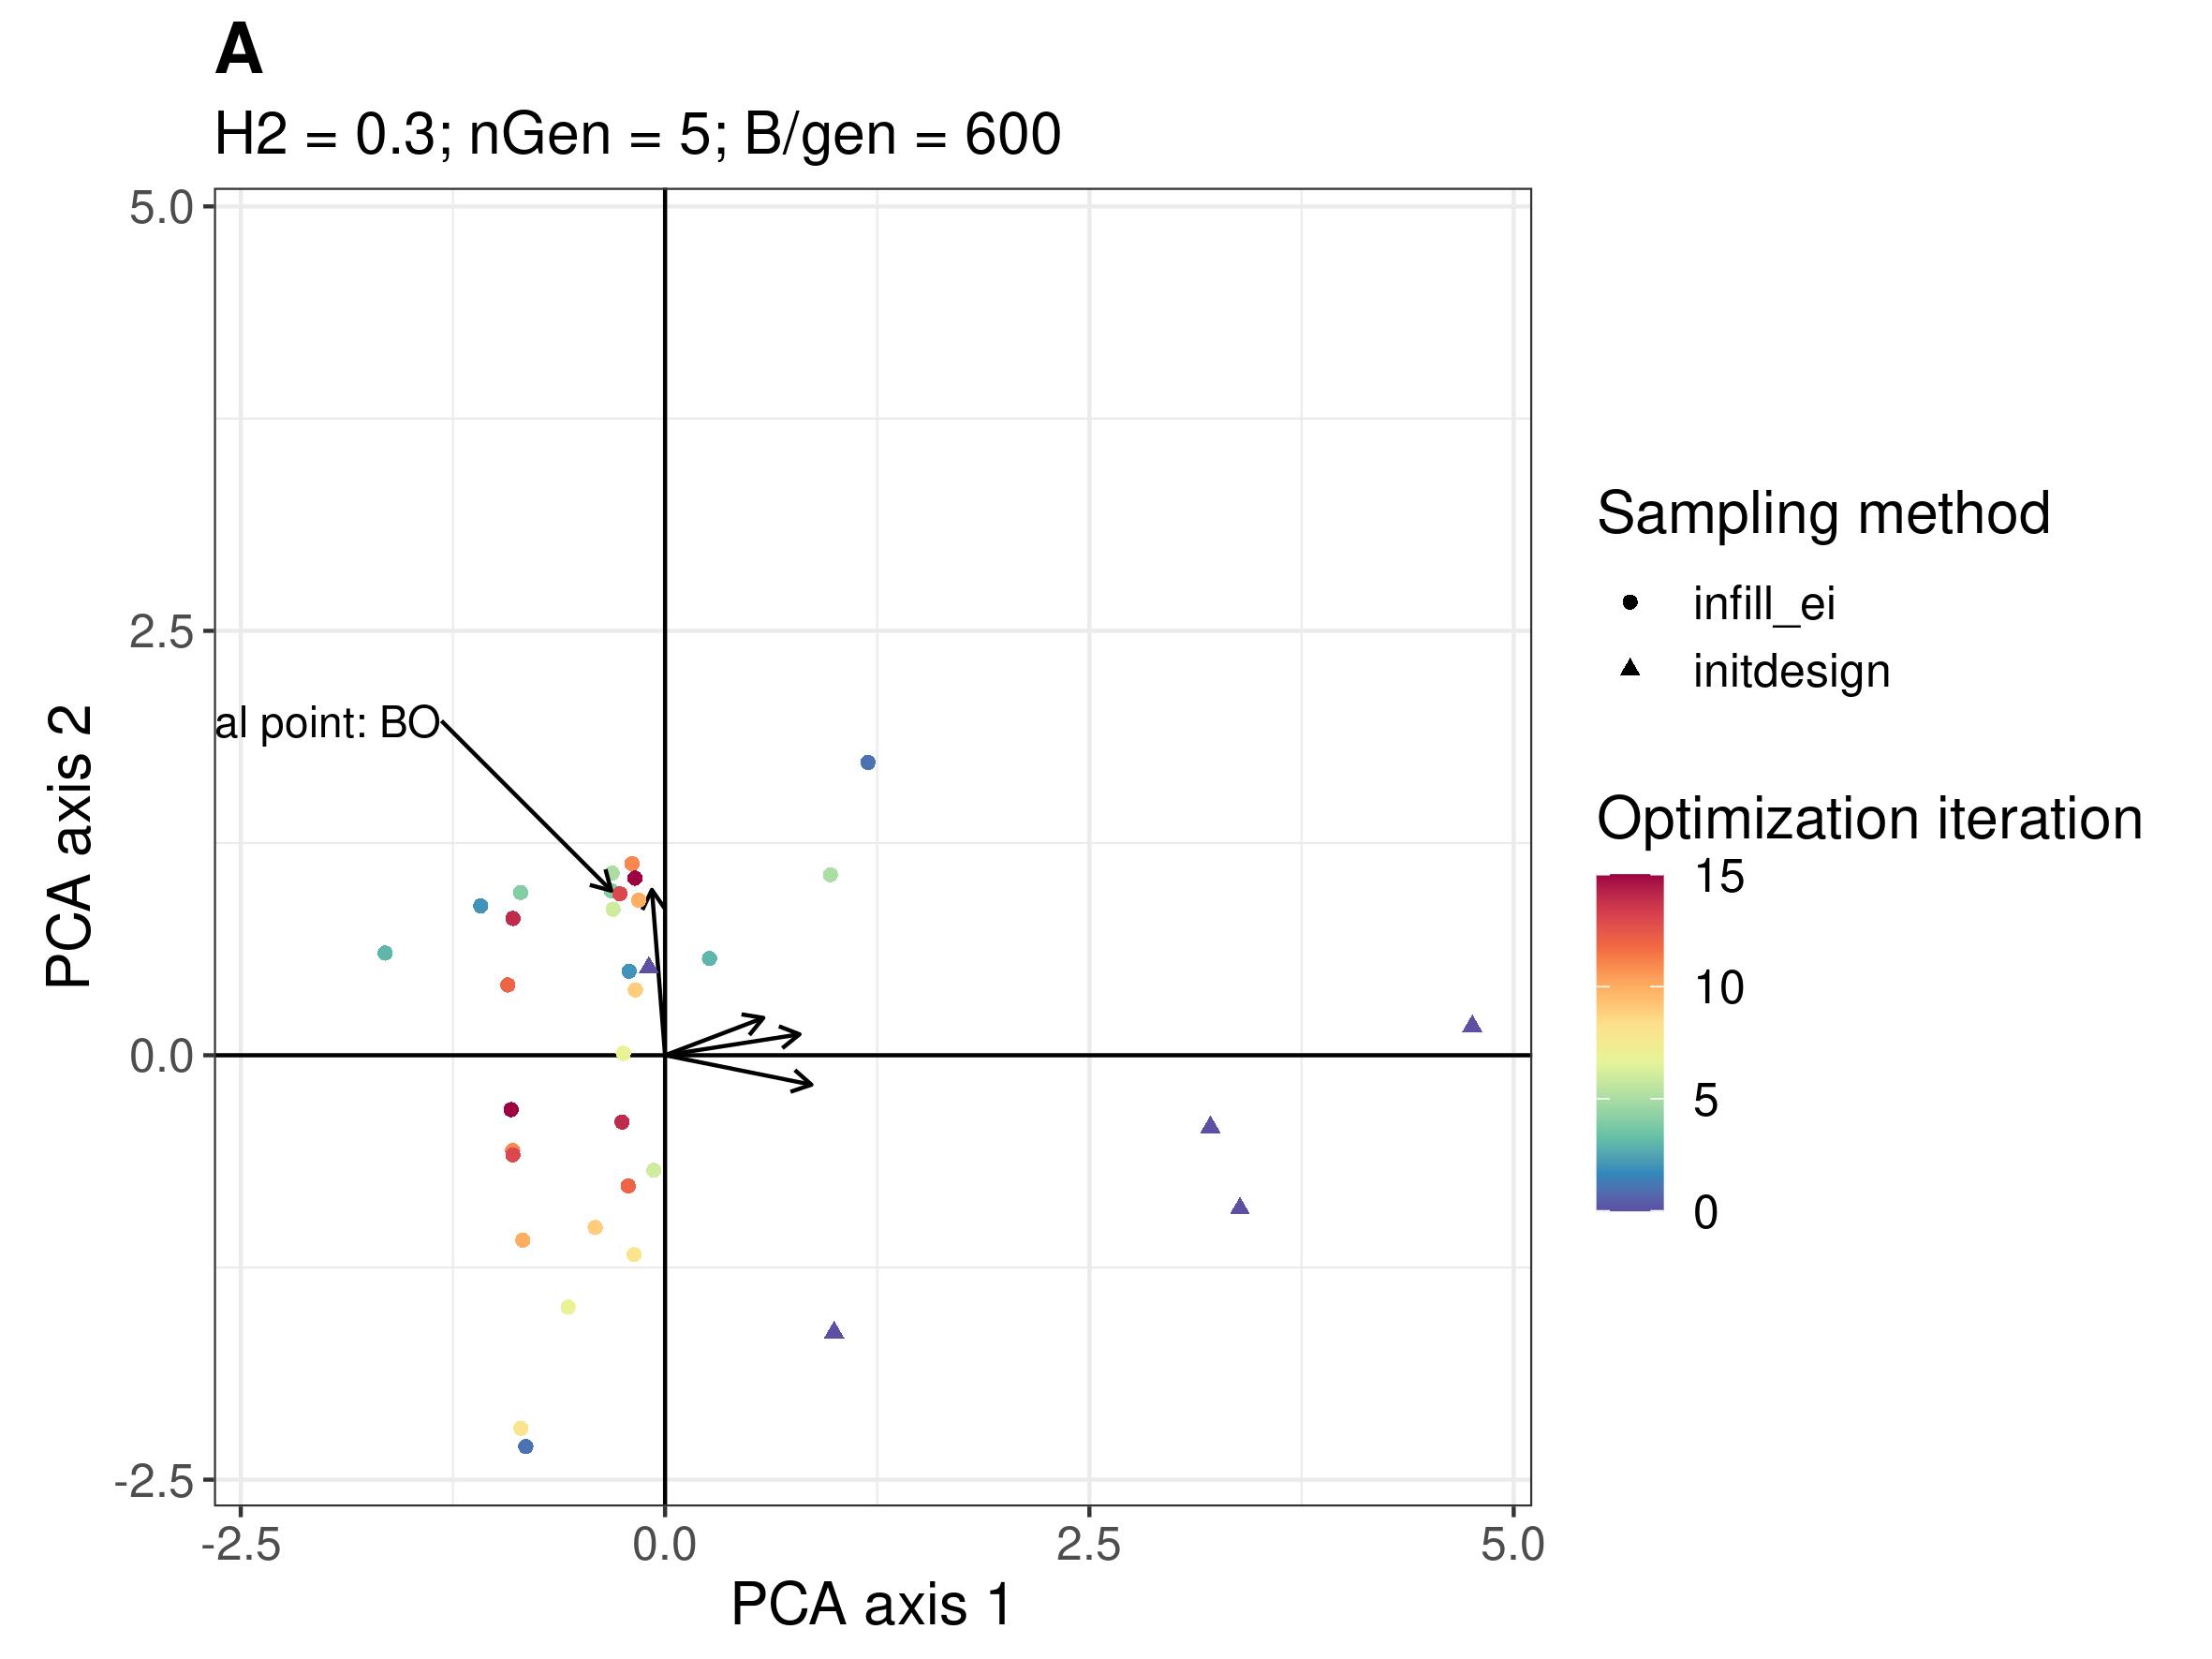 A
H2 = 0.3; nGen = 5; B/gen = 600
5.0
2.5
0.0
-2.5
PCA axis 2
al point: BO
-2.5
0.0
2.5
5.0
PCA axis 1
Sampling method
infill_ei
initdesign
Optimization iteration
15
10
5
0